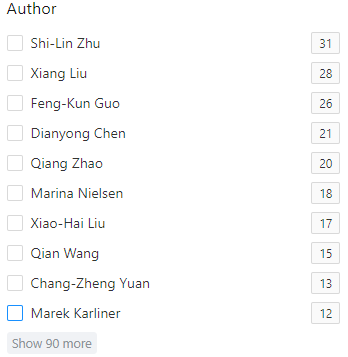 Author
Shi-Lin Zhu 31
Xiang Liu 28
Feng-Kun Guo 26
Dianyong Chen 21
Qiang Zhao 20
Marina Nielsen 18
Xiao-Hai Liu 17
Qian Wang 15
Chang-Zheng Yuan 13
Marek Karliner 12
Show 90 more